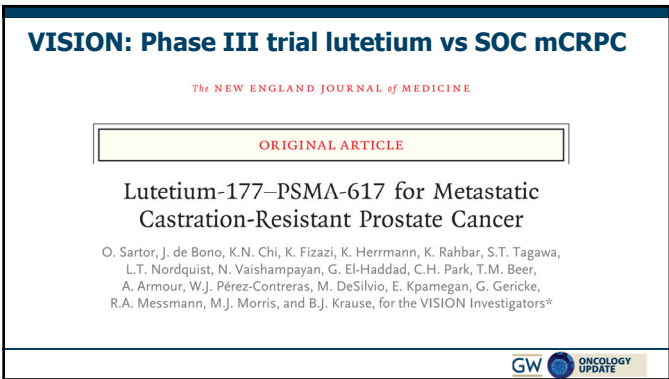 VISION: Phase III trial lutetium vs SOC mCRPC
The NEW ENGLAND JOURNAL of MEDICINE
ORIGINAL ARTICLE
Lutetium-177–PSMA-617 for Metastatic
Castration-Resistant Prostate Cancer
O. Sartor, J. de Bono, K.N. Chi, K. Fizazi, K. Herrmann, K. Rahbar, S.T. Tagawa,
L.T. Nordquist, N. Vaishampayan, G. El-Haddad, C.H. Park, T.M. Beer,
A. Armour, W.J. Pérez-Contreras, M. DeSilvio, E. Kpamegan, G. Gericke,
R.A. Messmann, M.J. Morris, and B.J. Krause, for the VISION Investigators*
GW ONCOLOGY
UPDATE